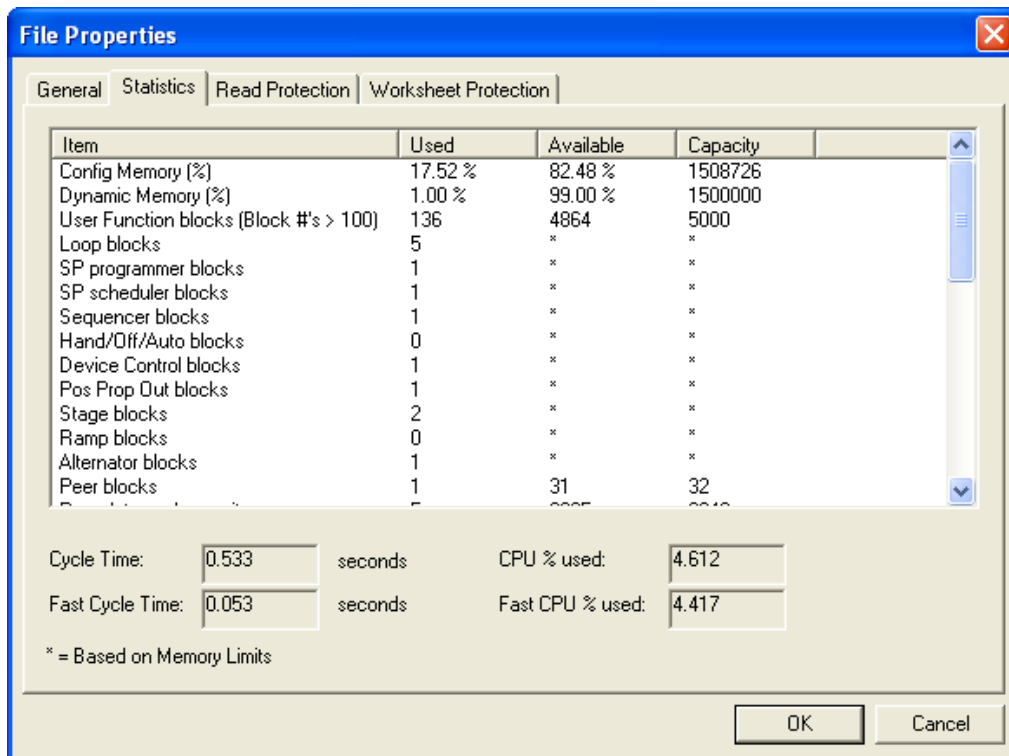 File Properties
General Statistics Read Protection Worksheet Protection
Item Used Available Capacity
Config Memory (%) 17.52 % 82.48 % 1508726
Dynamic Memory (%) 1.00 % 99.00 % 1500000
User Function blocks (Block #'s > 100) 136 4864 5000
Loop blocks 5 * *
SP programmer blocks 1 * *
SP scheduler blocks 1 * *
Sequencer blocks 1 * *
Hand/Off/Auto blocks 0 * *
Device Control blocks 1 * *
Pos Prop Out blocks 1 * *
Stage blocks 2 * *
Ramp blocks 0 * *
Alternator blocks 1 * *
Peer blocks 1 31 32
Cycle Time: 0.533 seconds CPU % used: 4.612
Fast Cycle Time: 0.053 seconds Fast CPU % used: 4.417
* = Based on Memory Limits
OK Cancel